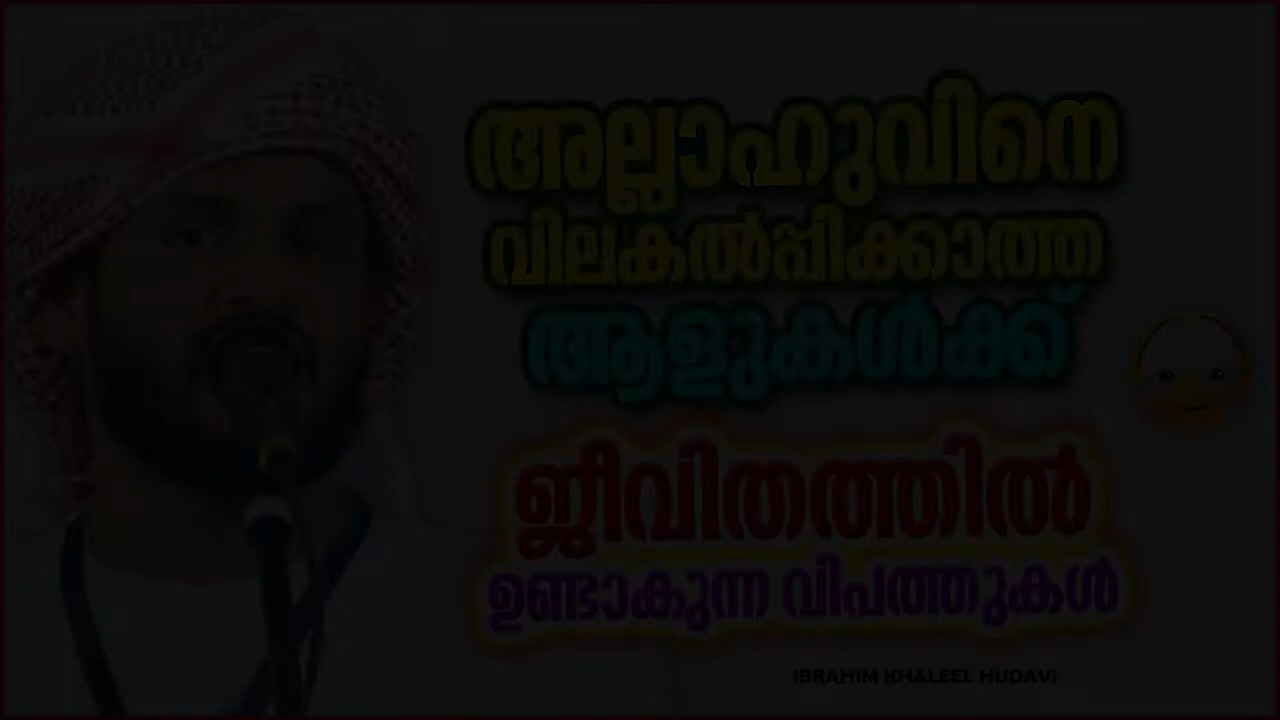 അല്ലാഹുവിനെ
വിലകൽപ്പിക്കാത്ത
ആളുകൾക്ക്
ജീവിതത്തിൽ
ഉണ്ടാകുന്ന വിപത്തുകൾ
IBRAHIM KHALEEL HUDAVI